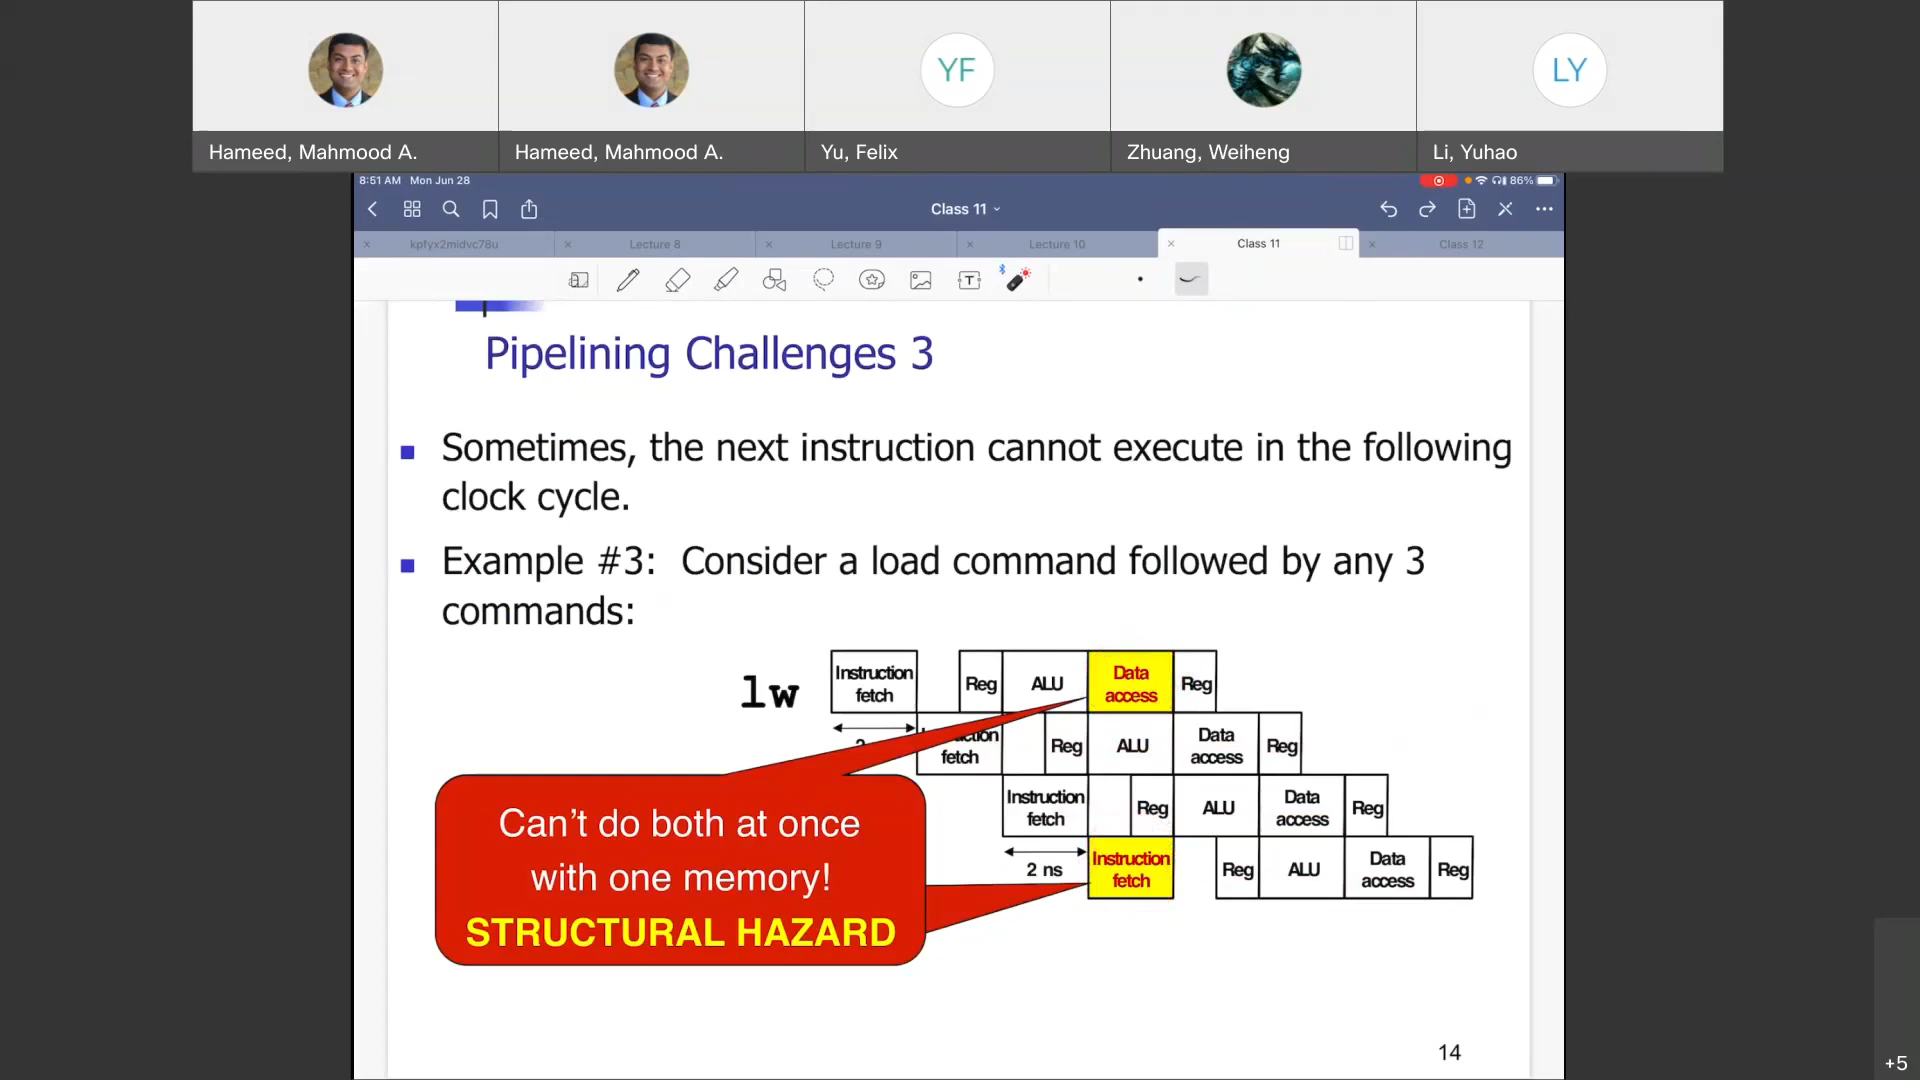 YF
LY
Hameed, Mahmood A.
Hameed, Mahmood A.
Yu, Felix
Zhuang, Weiheng
Li, Yuhao
8:51 AM Mon Jun 28
86%
Class 11
kpfyx2midvc78u
Lecture 8
Lecture 9
Lecture 10
Class 11
Class 12
T
Pipelining Challenges 3
Sometimes, the next instruction cannot execute in the following
clock cycle.
Example #3: Consider a load command followed by any 3
commands:
lw
Instruction
fetch
Reg
ALU
Data
access
Reg
fetch
Reg
ALU
Data
access
Reg
Instruction
fetch
Reg
ALU
Data
access
Reg
2 ns
Instruction
fetch
Reg
ALU
Data
access
Reg
Can't do both at once
with one memory!
STRUCTURAL HAZARD
14
+5